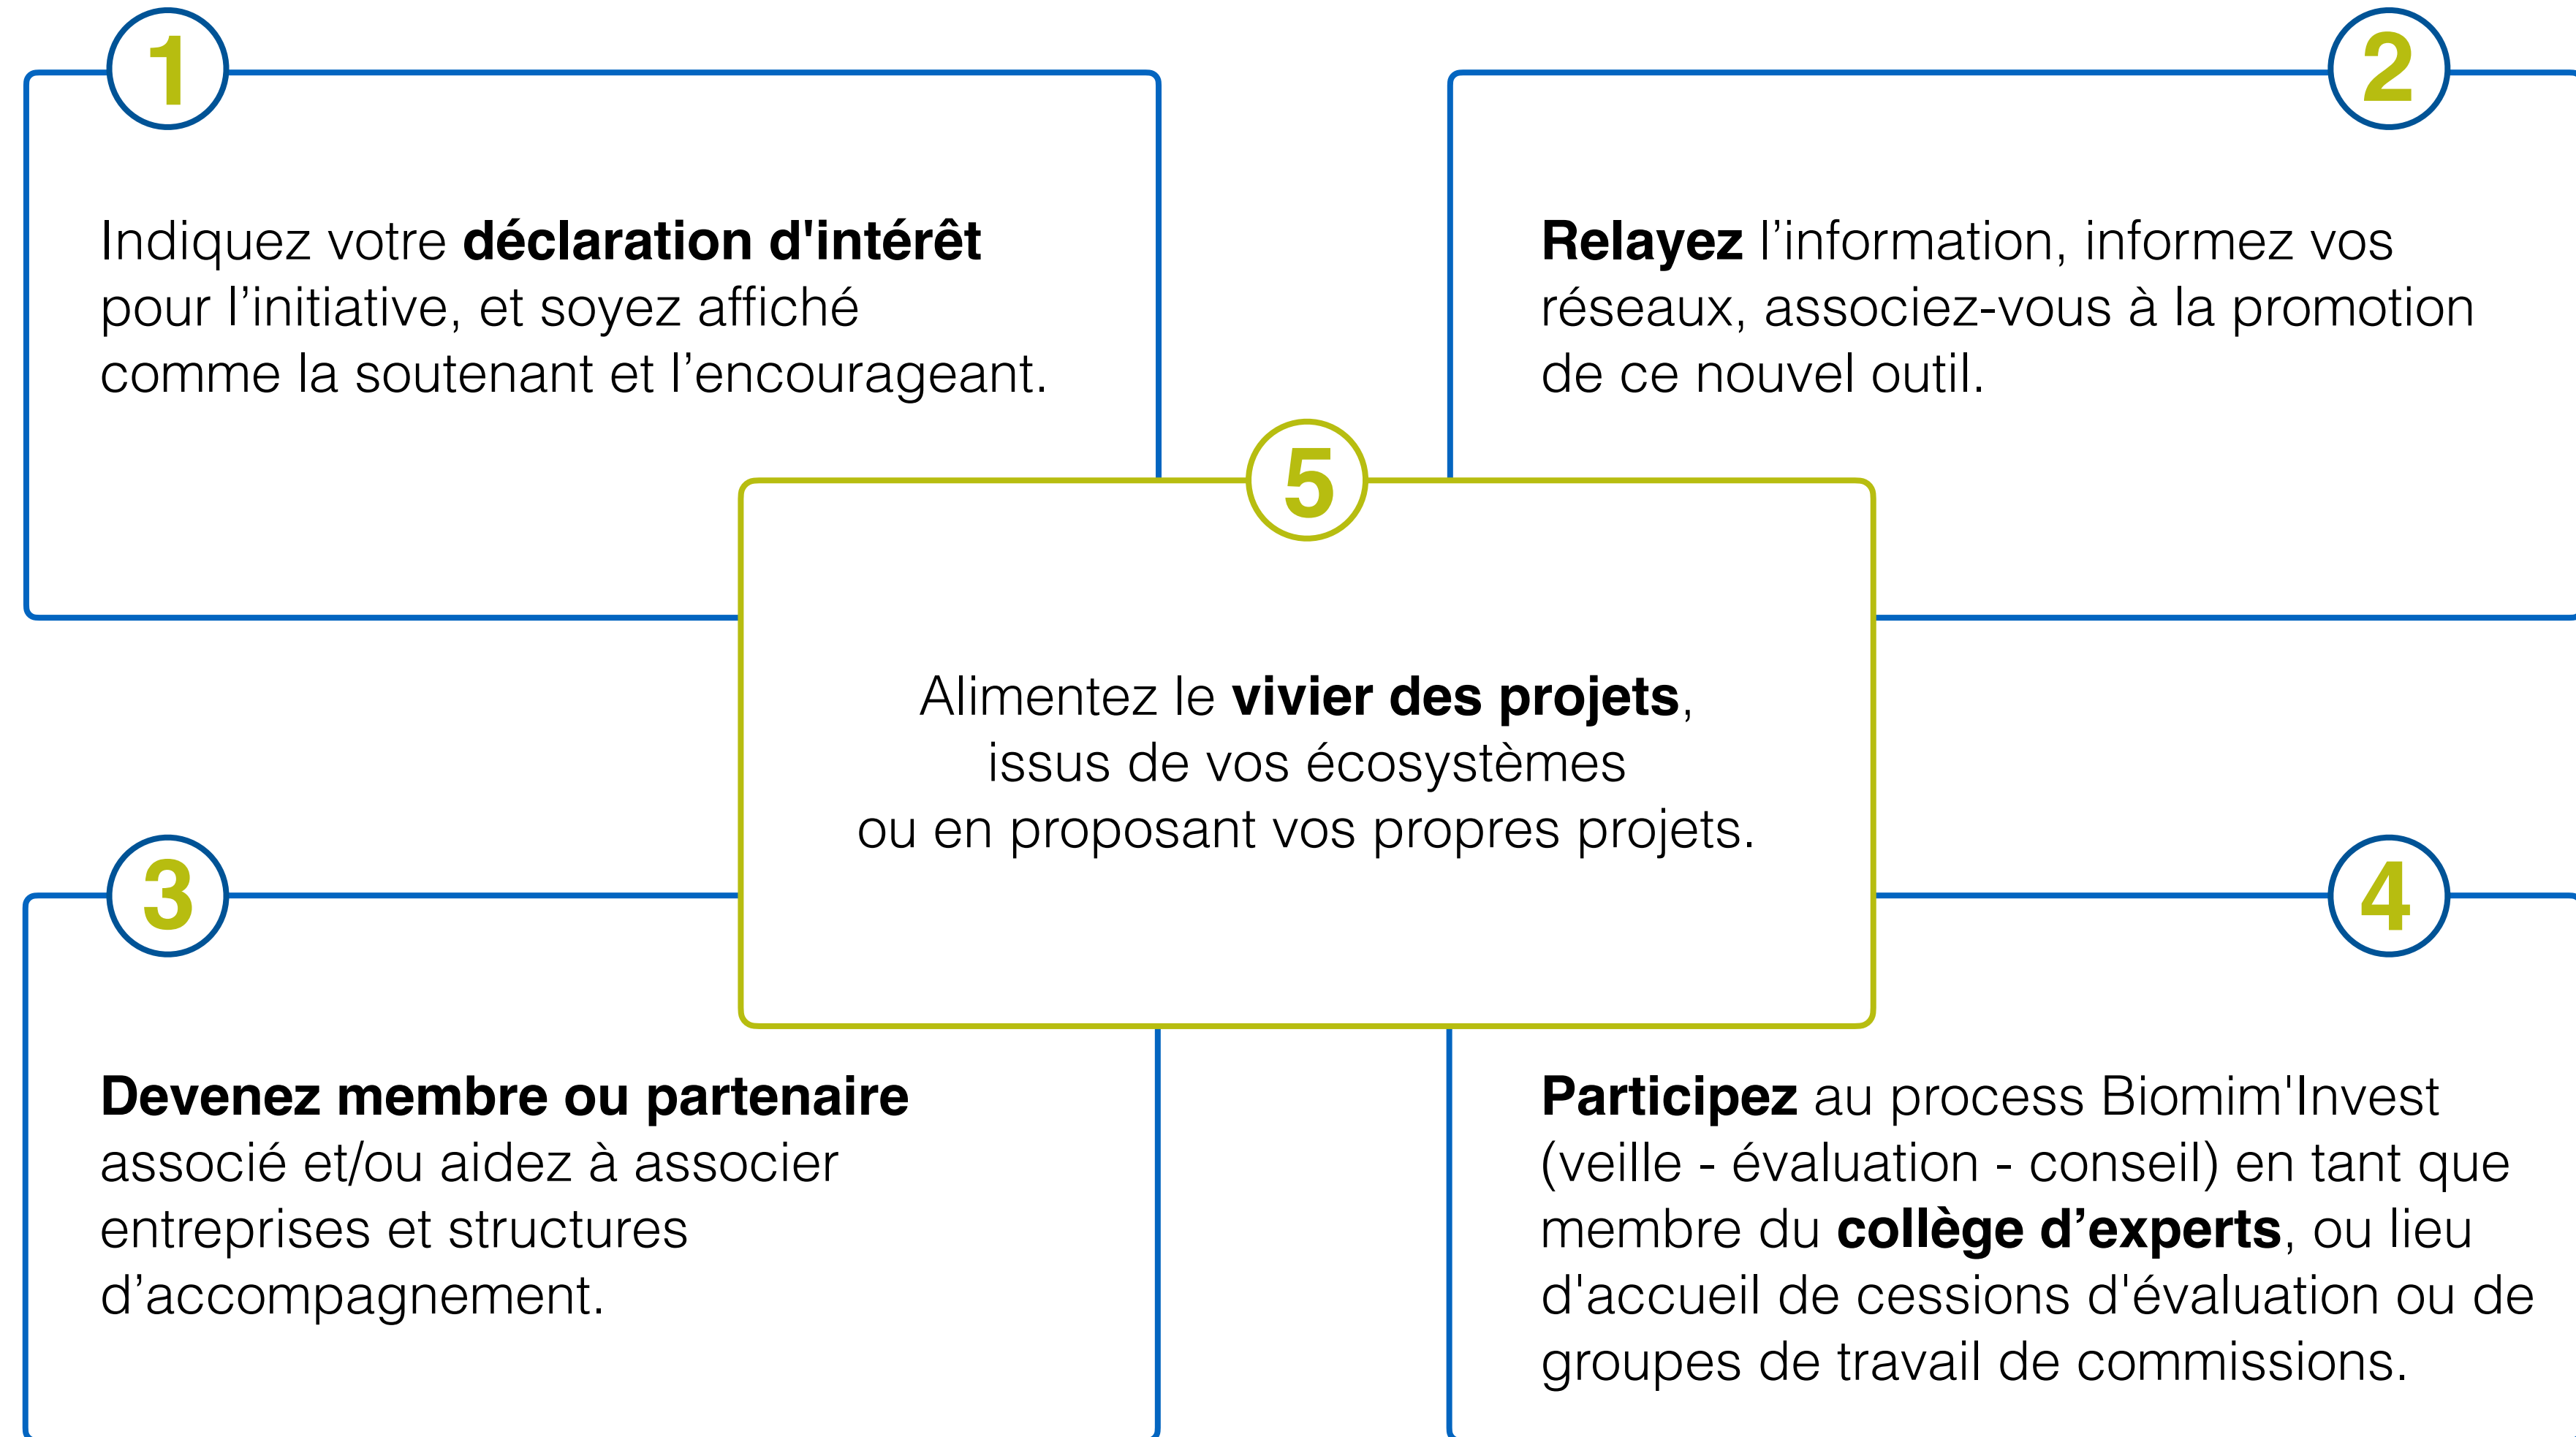 1
Indiquez votre déclaration d'intérêt
pour l’initiative, et soyez affiché
comme la soutenant et l’encourageant.
2
Relayez l’information, informez vos
réseaux, associez-vous à la promotion
de ce nouvel outil.
5
Alimentez le vivier des projets,
issus de vos écosystèmes
ou en proposant vos propres projets.
3
Devenez membre ou partenaire
associé et/ou aidez à associer
entreprises et structures
d’accompagnement.
4
Participez au process Biomim'Invest
(veille - évaluation - conseil) en tant que
membre du collège d’experts, ou lieu
d'accueil de cessions d'évaluation ou de
groupes de travail de commissions.